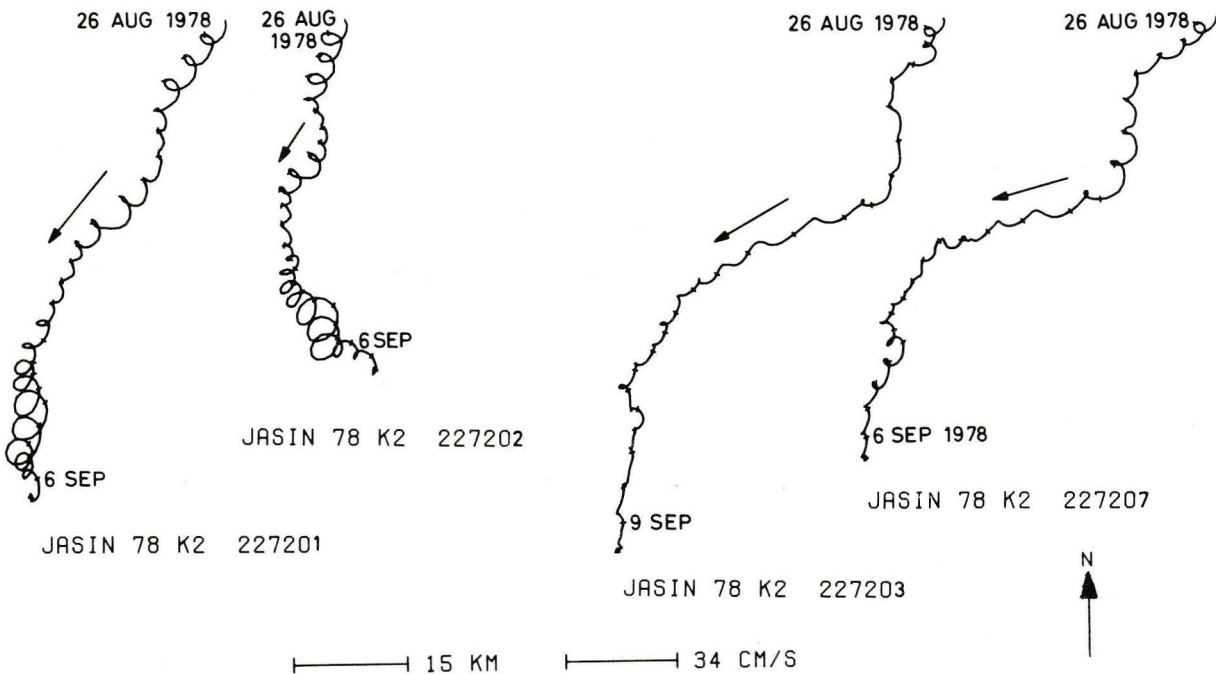 26 AUG 1978
26 AUG
1978
26 AUG 1978
26 AUG 1978
6 SEP
JASIN 78 K2 227202
6 SEP 1978
6 SEP
JASIN 78 K2 227207
9 SEP
JASIN 78 K2 227201
JASIN 78 K2 227203
N
15 KM
34 CM/S